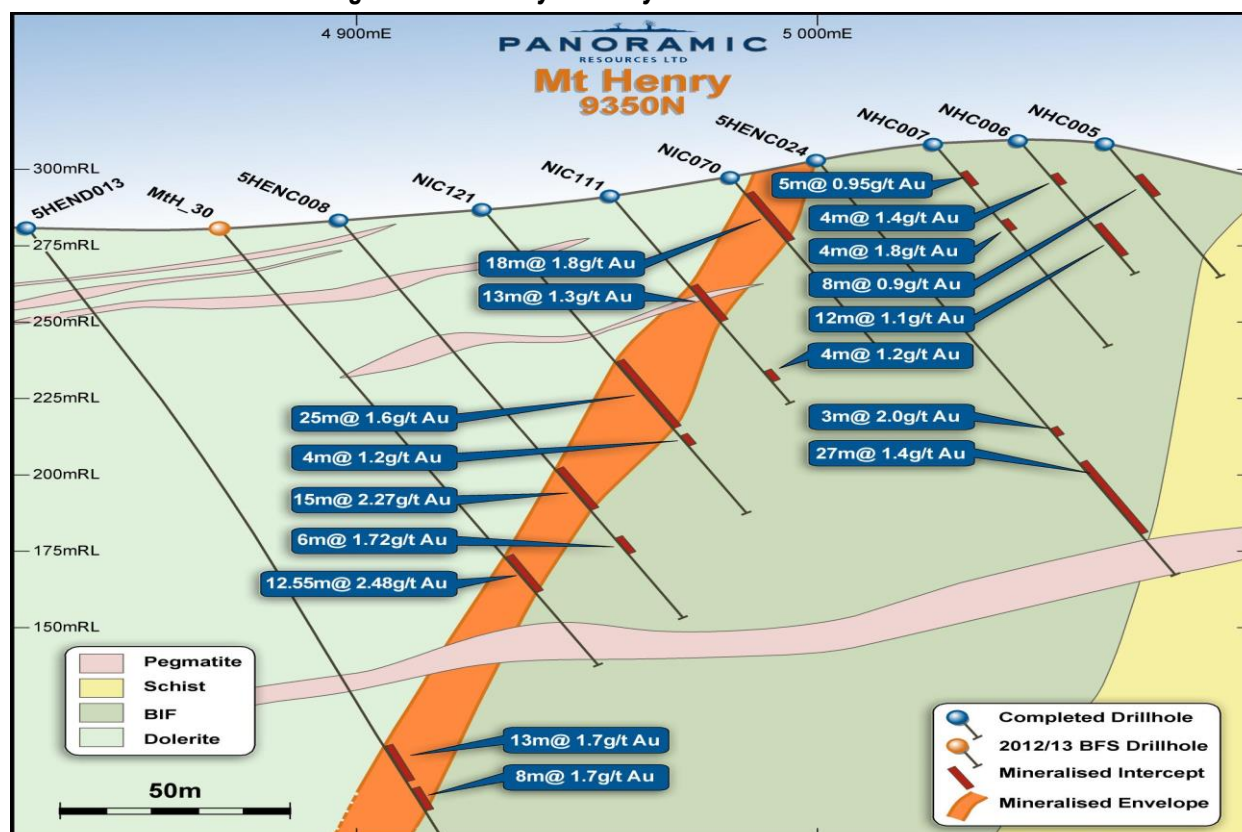 4 900mE
5 000mE
PANORAMIC
RESOURCES LTD
Mt Henry
9350N
5HEND013
MtH_30
5HENC008
NIC121
NIC111
NIC070
5HENC024
NHC007
NHC006
NHC005
300mRL
275mRL
250mRL
225mRL
200mRL
175mRL
150mRL
18m@ 1.8g/t Au
13m@ 1.3g/t Au
25m@ 1.6g/t Au
4m@ 1.2g/t Au
15m@ 2.27g/t Au
6m@ 1.72g/t Au
12.55m@ 2.48g/t Au
13m@ 1.7g/t Au
8m@ 1.7g/t Au
5m@ 0.95g/t Au
4m@ 1.4g/t Au
4m@ 1.8g/t Au
8m@ 0.9g/t Au
12m@ 1.1g/t Au
4m@ 1.2g/t Au
3m@ 2.0g/t Au
27m@ 1.4g/t Au
Pegmatite
Schist
BIF
Dolerite
50m
Completed Drillhole
2012/13 BFS Drillhole
Mineralised Intercept
Mineralised Envelope